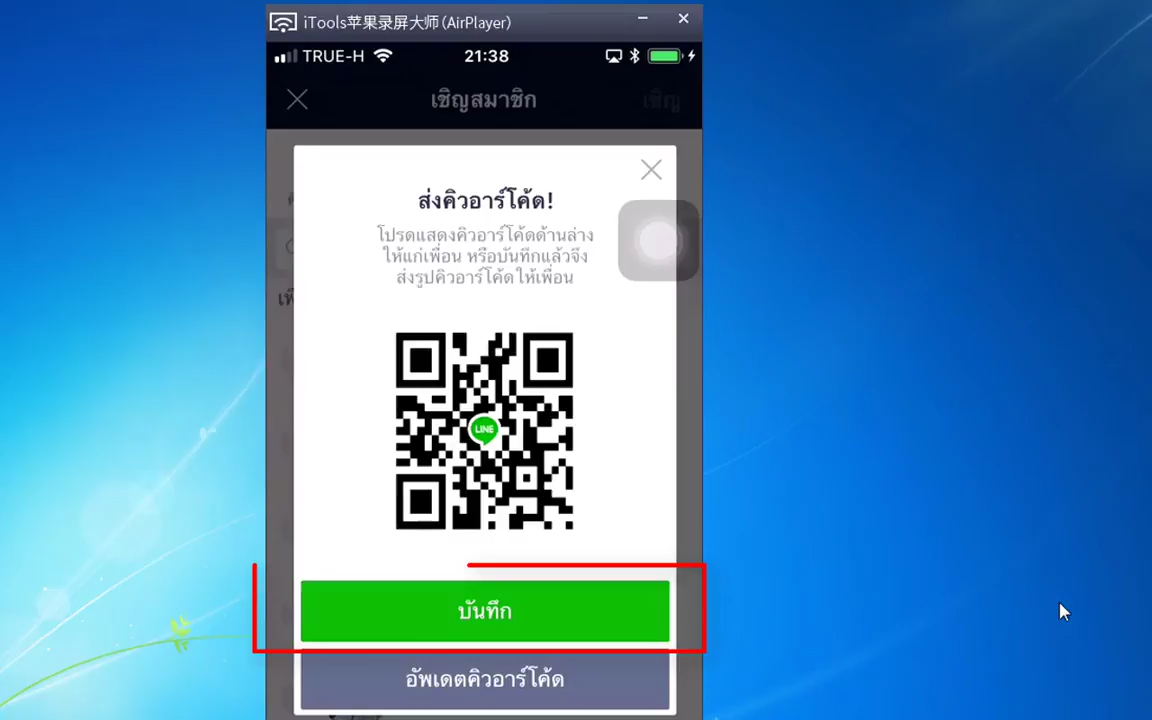 iTools苹果录屏大师(AirPlayer)
TRUE-H 21:38
เชิญสมาชิก เชิญ
ส่งคิวอาร์โค้ด!
โปรดแสดงคิวอาร์โค้ดด้านล่าง
ให้แก่เพื่อน หรือบันทึกแล้วจึง
ส่งรูปคิวอาร์โค้ด ให้เพื่อน
LINE
บันทึก
อัพเดตคิวอาร์โค้ด